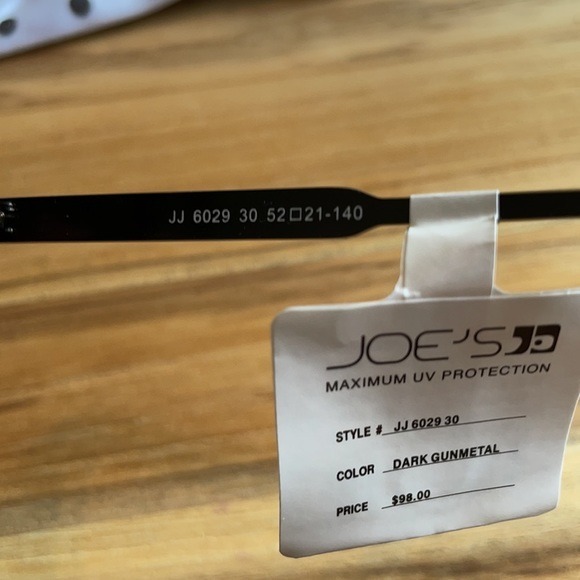 JJ 6029 30 52□21-140
JOE'S
MAXIMUM UV PROTECTION
STYLE # JJ 6029 30
COLOR DARK GUNMETAL
PRICE $98.00